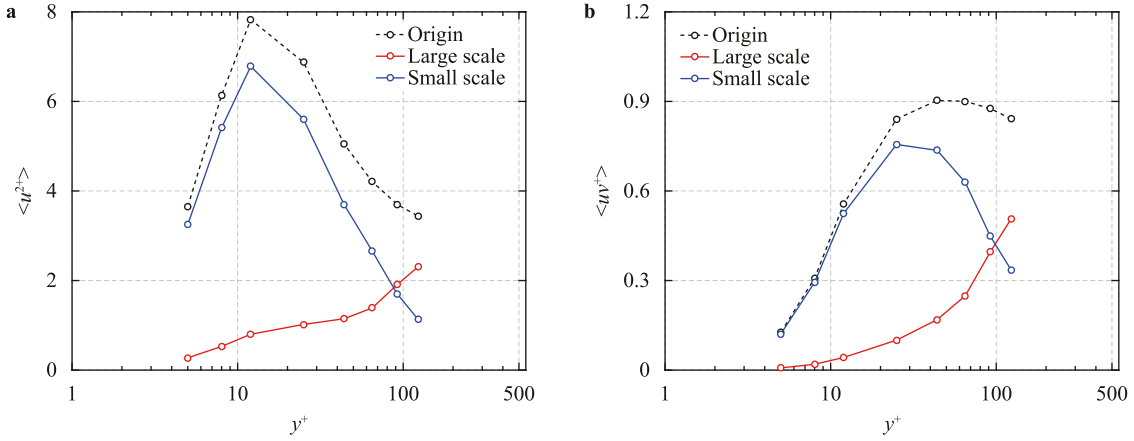 a
8
6
4
2
0
<u²⁺>
Origin
Large scale
Small scale
1
10
100
500
y⁺
b
1.2
0.9
0.6
0.3
0
<uv⁺>
Origin
Large scale
Small scale
1
10
100
500
y⁺